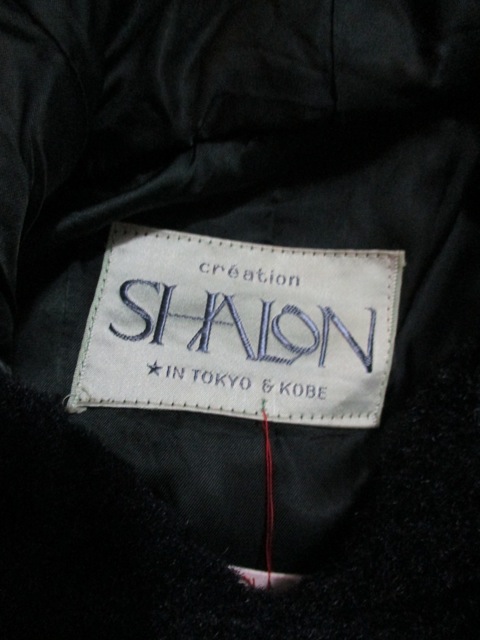 création
SHALON
★IN TOKYO & KOBE